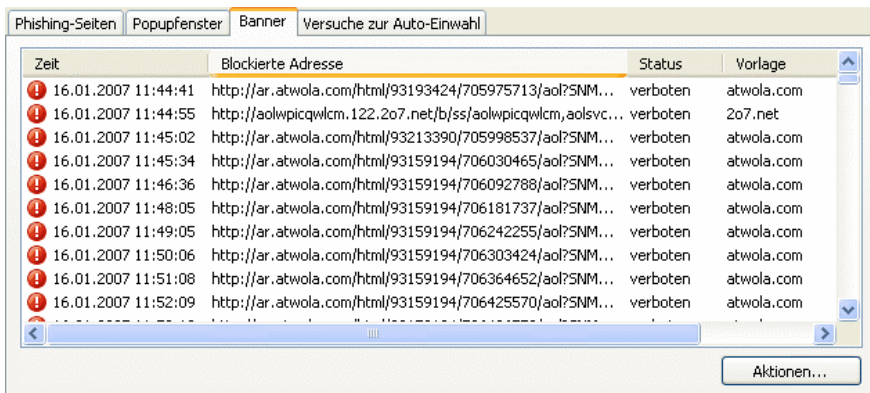 Phishing-Seiten Popupfenster Banner Versuche zur Auto-Einwahl
Zeit Blockierte Adresse Status Vorlage
16.01.2007 11:44:41 http://ar.atwola.com/html/93193424/705975713/aol?SNM... verboten atwola.com
16.01.2007 11:44:55 http://aolwpicqwlcm.122.2o7.net/b/ss/aolwpicqwlcm,aolsvc... verboten 2o7.net
16.01.2007 11:45:02 http://ar.atwola.com/html/93213390/705998537/aol?SNM... verboten atwola.com
16.01.2007 11:45:34 http://ar.atwola.com/html/93159194/706030465/aol?SNM... verboten atwola.com
16.01.2007 11:46:36 http://ar.atwola.com/html/93159194/706092788/aol?SNM... verboten atwola.com
16.01.2007 11:48:05 http://ar.atwola.com/html/93159194/706181737/aol?SNM... verboten atwola.com
16.01.2007 11:49:05 http://ar.atwola.com/html/93159194/706242255/aol?SNM... verboten atwola.com
16.01.2007 11:50:06 http://ar.atwola.com/html/93159194/706303424/aol?SNM... verboten atwola.com
16.01.2007 11:51:08 http://ar.atwola.com/html/93159194/706364652/aol?SNM... verboten atwola.com
16.01.2007 11:52:09 http://ar.atwola.com/html/93159194/706425570/aol?SNM... verboten atwola.com
Aktionen...